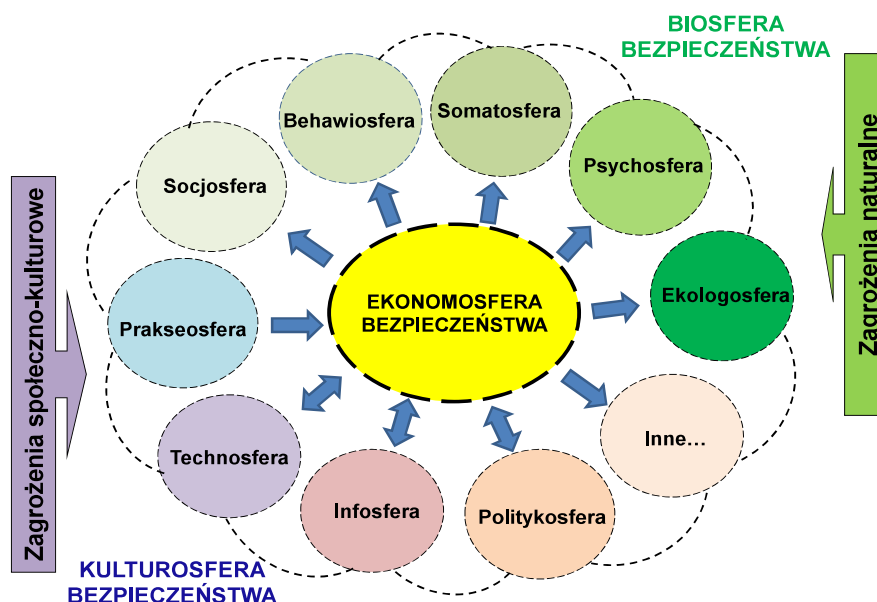 BIOSFERA
BEZPIECZEŃSTWA
Behawiosfera
Somatosfera
Psychosfera
Socjosfera
Ekologosfera
Prakseosfera
EKONOMOSFERA
BEZPIECZEŃSTWA
Technosfera
Inne...
Infosfera
Politykosfera
Zagrożenia społeczno-kulturowe
Zagrożenia naturalne
KULTUROSFERA
BEZPIECZEŃSTWA